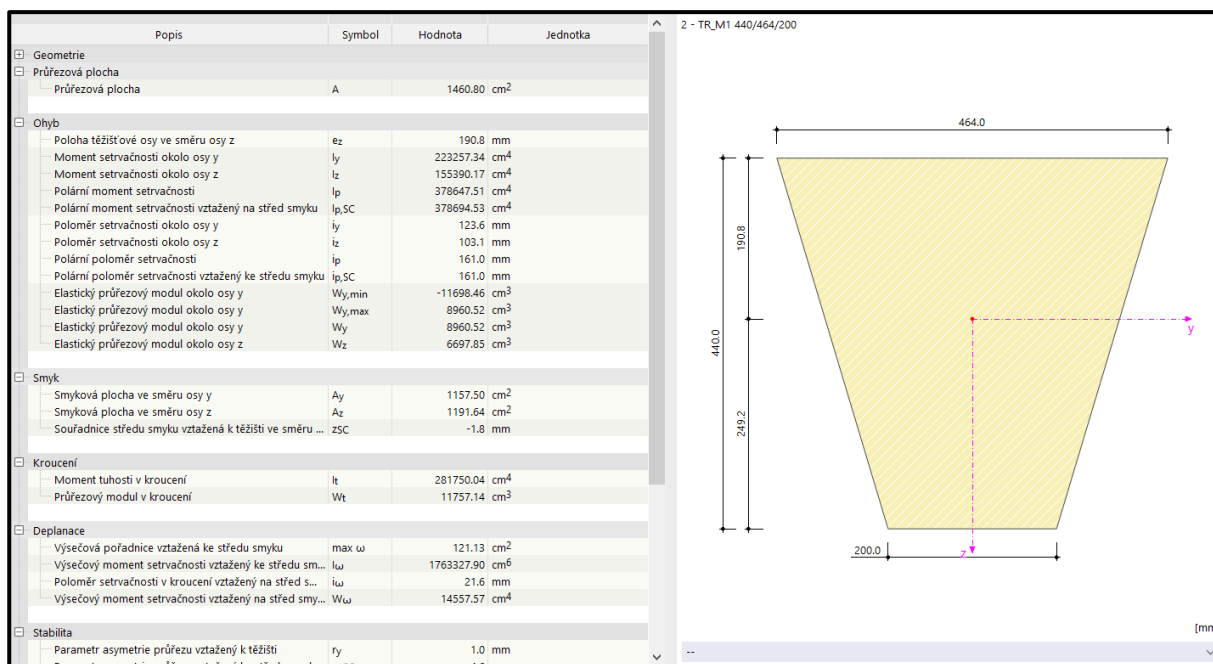 Popis Symbol Hodnota Jednotka
Geometrie
Průřezová plocha
Průřezová plocha A 1460.80 cm2
Ohyb
Poloha těžišťové osy ve směru osy z ez 190.8 mm
Moment setrvačnosti okolo osy y Iy 223257.34 cm4
Moment setrvačnosti okolo osy z Iz 155390.17 cm4
Polární moment setrvačnosti Ip 378647.51 cm4
Polární moment setrvačnosti vztažený na střed smyku Ip,SC 378694.53 cm4
Poloměr setrvačnosti okolo osy y iy 123.6 mm
Poloměr setrvačnosti okolo osy z iz 103.1 mm
Polární poloměr setrvačnosti ip 161.0 mm
Polární poloměr setrvačnosti vztažený ke středu smyku ip,SC 161.0 mm
Elastický průřezový modul okolo osy y Wy,min -11698.46 cm3
Elastický průřezový modul okolo osy y Wy,max 8960.52 cm3
Elastický průřezový modul okolo osy y Wy 8960.52 cm3
Elastický průřezový modul okolo osy z Wz 6697.85 cm3
Smyk
Smyková plocha ve směru osy y Ay 1157.50 cm2
Smyková plocha ve směru osy z Az 1191.64 cm2
Souřadnice středu smyku vztažená k těžišti ve směru ... zSC -1.8 mm
Kroucení
Moment tuhosti v kroucení It 281750.04 cm4
Průřezový modul v kroucení Wt 11757.14 cm3
Deplanace
Výsečová pořadnice vztažená ke středu smyku max ω 121.13 cm2
Výsečový moment setrvačnosti vztažený ke středu sm... Iω 1763327.90 cm6
Poloměr setrvačnosti v kroucení vztažený na střed s... iω 21.6 mm
Výsečový moment setrvačnosti vztažený na střed smy... Wω 14557.57 cm4
Stabilita
Parametr asymetrie průřezu vztažený k těžišti ry 1.0 mm
2 - TR_M1 440/464/200
464.0
190.8
440.0
249.2
y
200.0
z
[mm
--